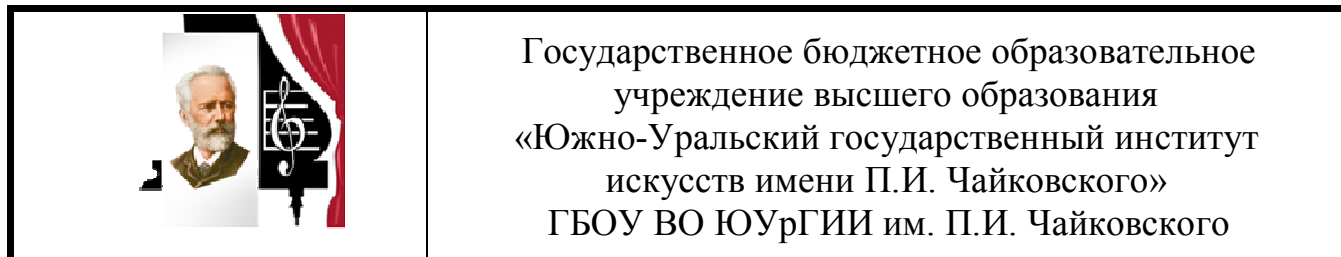 Государственное бюджетное образовательное
учреждение высшего образования
«Южно-Уральский государственный институт
искусств имени П.И. Чайковского»
ГБОУ ВО ЮУрГИИ им. П.И. Чайковского